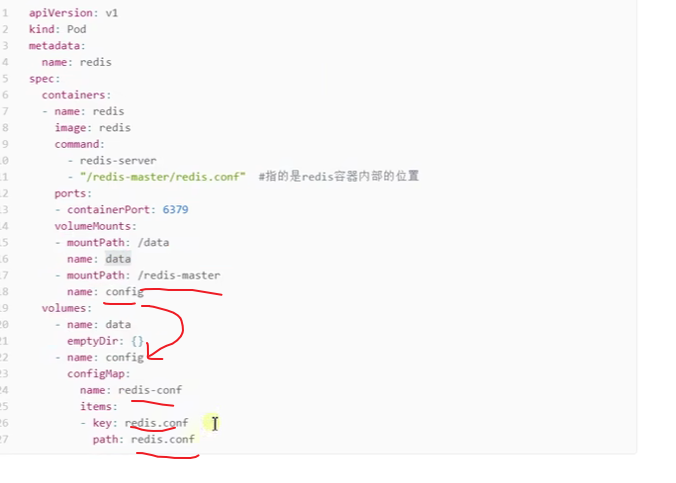 1 apiVersion: v1
2 kind: Pod
3 metadata:
4 name: redis
5 spec:
6 containers:
7 - name: redis
8 image: redis
9 command:
10 - redis-server
11 - "/redis-master/redis.conf" #指的是redis容器内部的位置
12 ports:
13 - containerPort: 6379
14 volumeMounts:
15 - mountPath: /data
16 name: data
17 - mountPath: /redis-master
18 name: config
19 volumes:
20 - name: data
21 emptyDir: {}
22 - name: config
23 configMap:
24 name: redis-conf
25 items:
26 - key: redis.conf
27 path: redis.conf